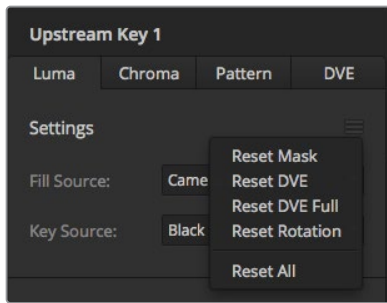 Upstream Key 1
Luma Chroma Pattern DVE
Settings
Reset Mask
Fill Source: Came Reset DVE
Reset DVE Full
Key Source: Black Reset Rotation
Reset All